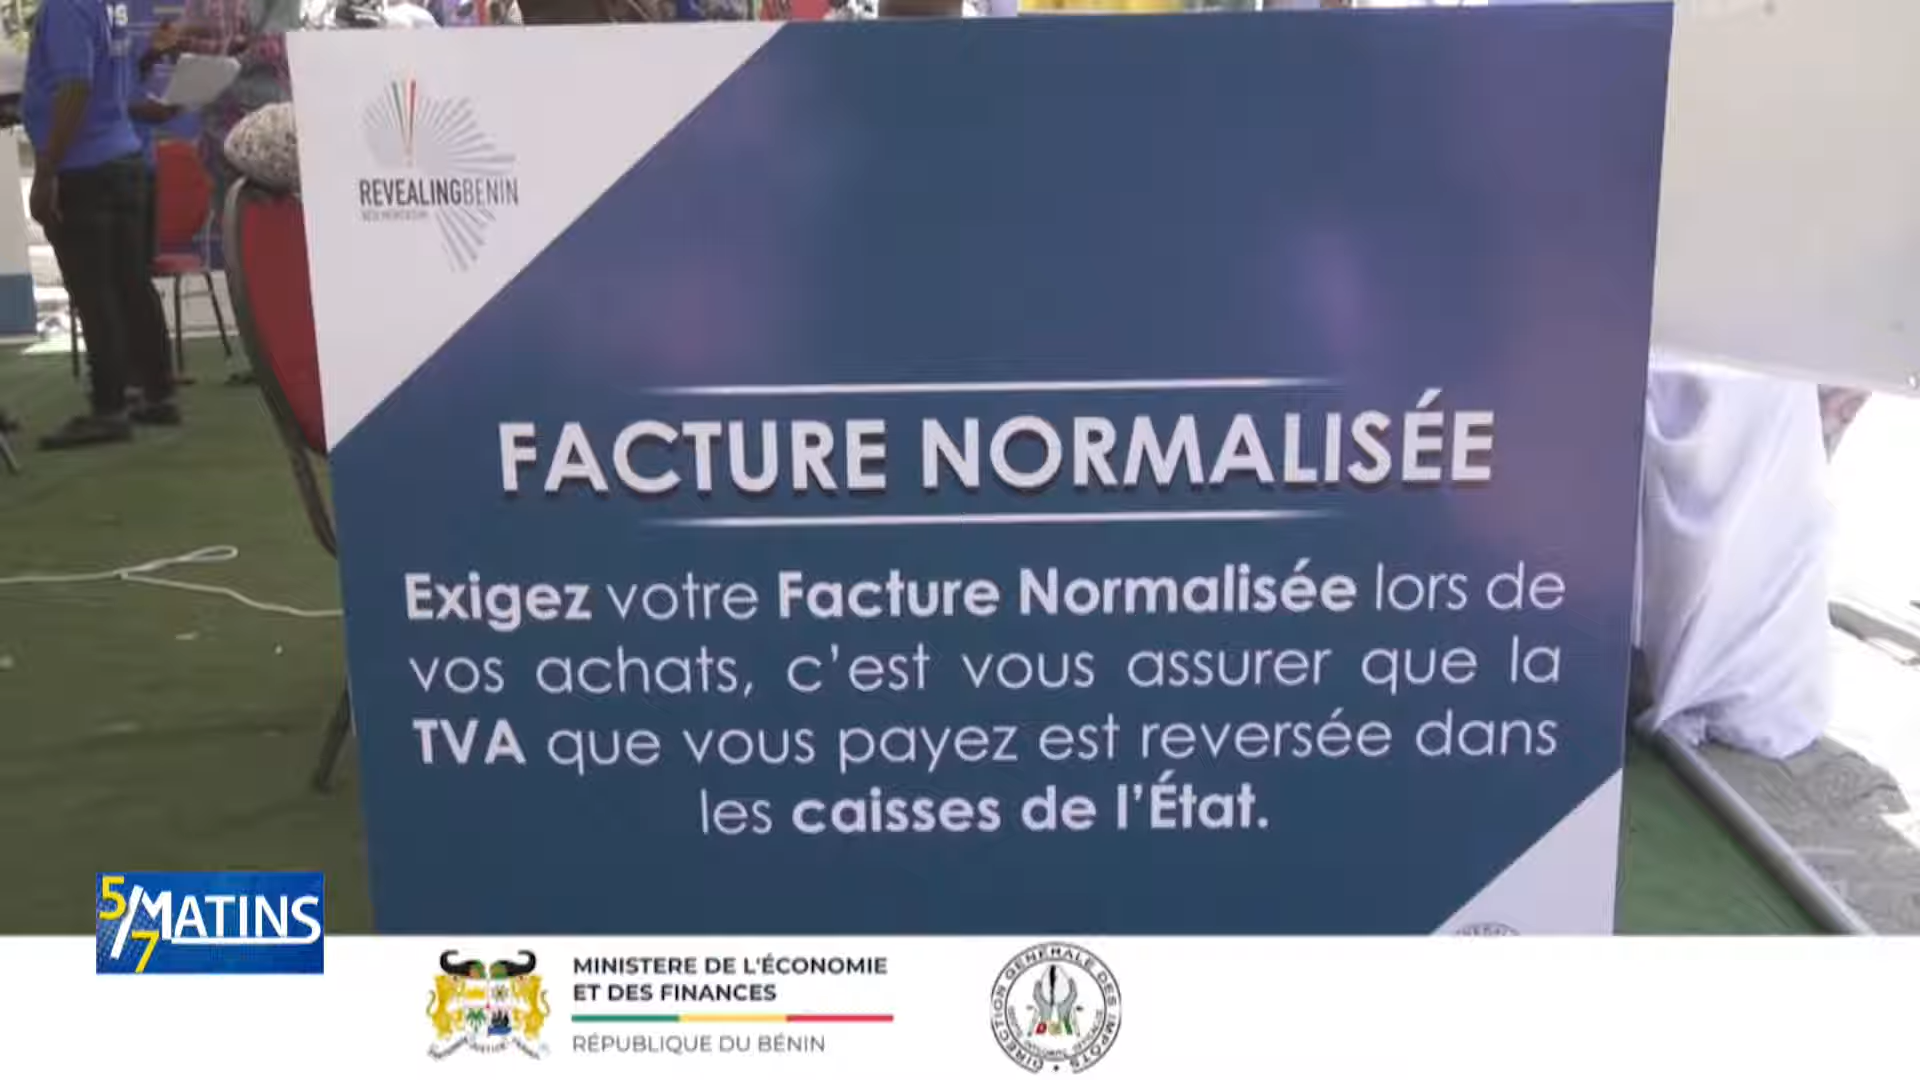 REVEALINGBENIN
FACTURE NORMALISÉE
Exigez votre Facture Normalisée lors de
vos achats, c'est vous assurer que la
TVA que vous payez est reversée dans
les caisses de l'État.
5/7 MATINS
MINISTERE DE L'ÉCONOMIE
ET DES FINANCES
RÉPUBLIQUE DU BÉNIN
DIRECTION GÉNÉRALE DES IMPÔTS